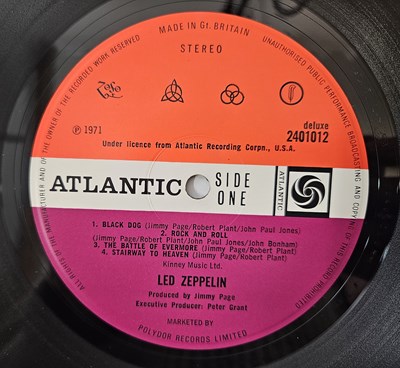 MADE IN Gt. BRITAIN
STEREO
ALL RIGHTS OF THE MANUFACTURER AND OF THE OWNER OF THE RECORDED WORK RESERVED
UNAUTHORISED PUBLIC PERFORMANCE BROADCASTING AND COPYING OF THIS RECORD PROHIBITED
℗ 1971
deluxe
2401012
Under licence from Atlantic Recording Corpn., U.S.A.
ATLANTIC
SIDE
ONE
ATLANTIC
1. BLACK DOG (Jimmy Page/Robert Plant/John Paul Jones)
2. ROCK AND ROLL
(Jimmy Page/Robert Plant/John Paul Jones/John Bonham)
3. THE BATTLE OF EVERMORE (Jimmy Page/Robert Plant)
4. STAIRWAY TO HEAVEN (Jimmy Page/Robert Plant)
Kinney Music Ltd.
LED ZEPPELIN
Produced by Jimmy Page
Executive Producer: Peter Grant
MARKETED BY
POLYDOR RECORDS LIMITED